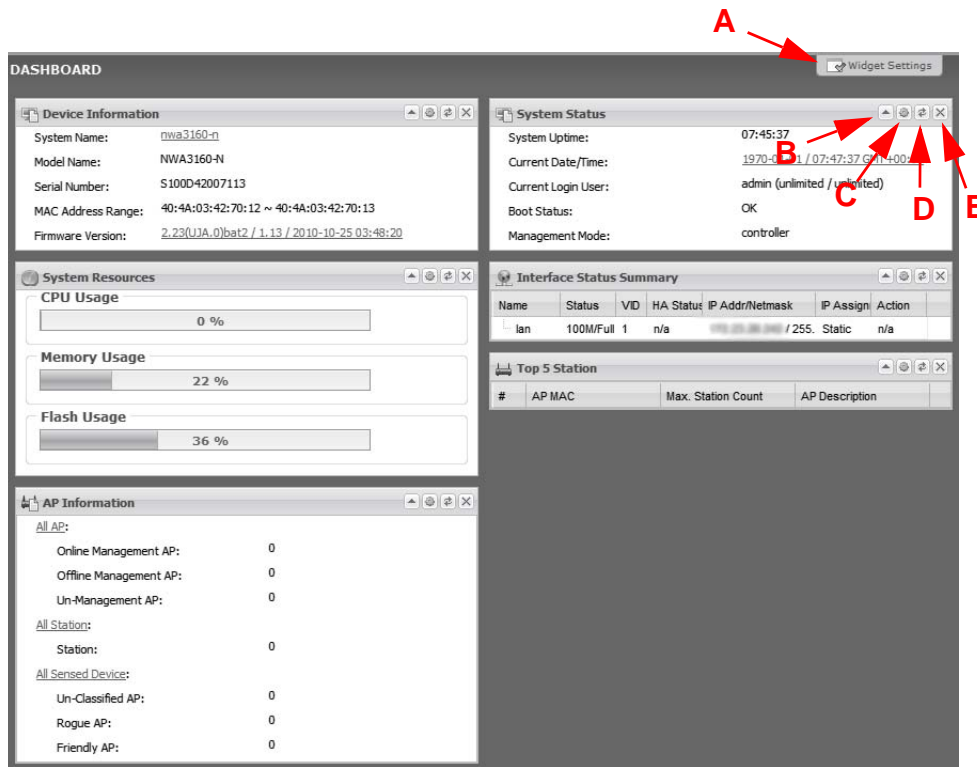 A
Widget Settings
DASHBOARD
Device Information
System Name: nwa3160-n
Model Name: NWA3160-N
Serial Number: S100D42007113
MAC Address Range: 40:4A:03:42:70:12 ~ 40:4A:03:42:70:13
Firmware Version: 2.23(UJA.0)bat2 / 1.13 / 2010-10-25 03:48:20
System Status
System Uptime: 07:45:37
Current Date/Time: / 07:47:37
Current Login User: admin (unlimited / unlimited)
Boot Status: OK
Management Mode: controller
B
C
D
E
System Resources
CPU Usage
0 %
Memory Usage
22 %
Flash Usage
36 %
Interface Status Summary
Name Status VID HA Status IP Addr/Netmask IP Assign Action
lan 100M/Full 1 n/a / 255. Static n/a
Top 5 Station
# AP MAC Max. Station Count AP Description
AP Information
All AP:
Online Management AP: 0
Offline Management AP: 0
Un-Management AP: 0
All Station:
Station: 0
All Sensed Device:
Un-Classified AP: 0
Rogue AP: 0
Friendly AP: 0